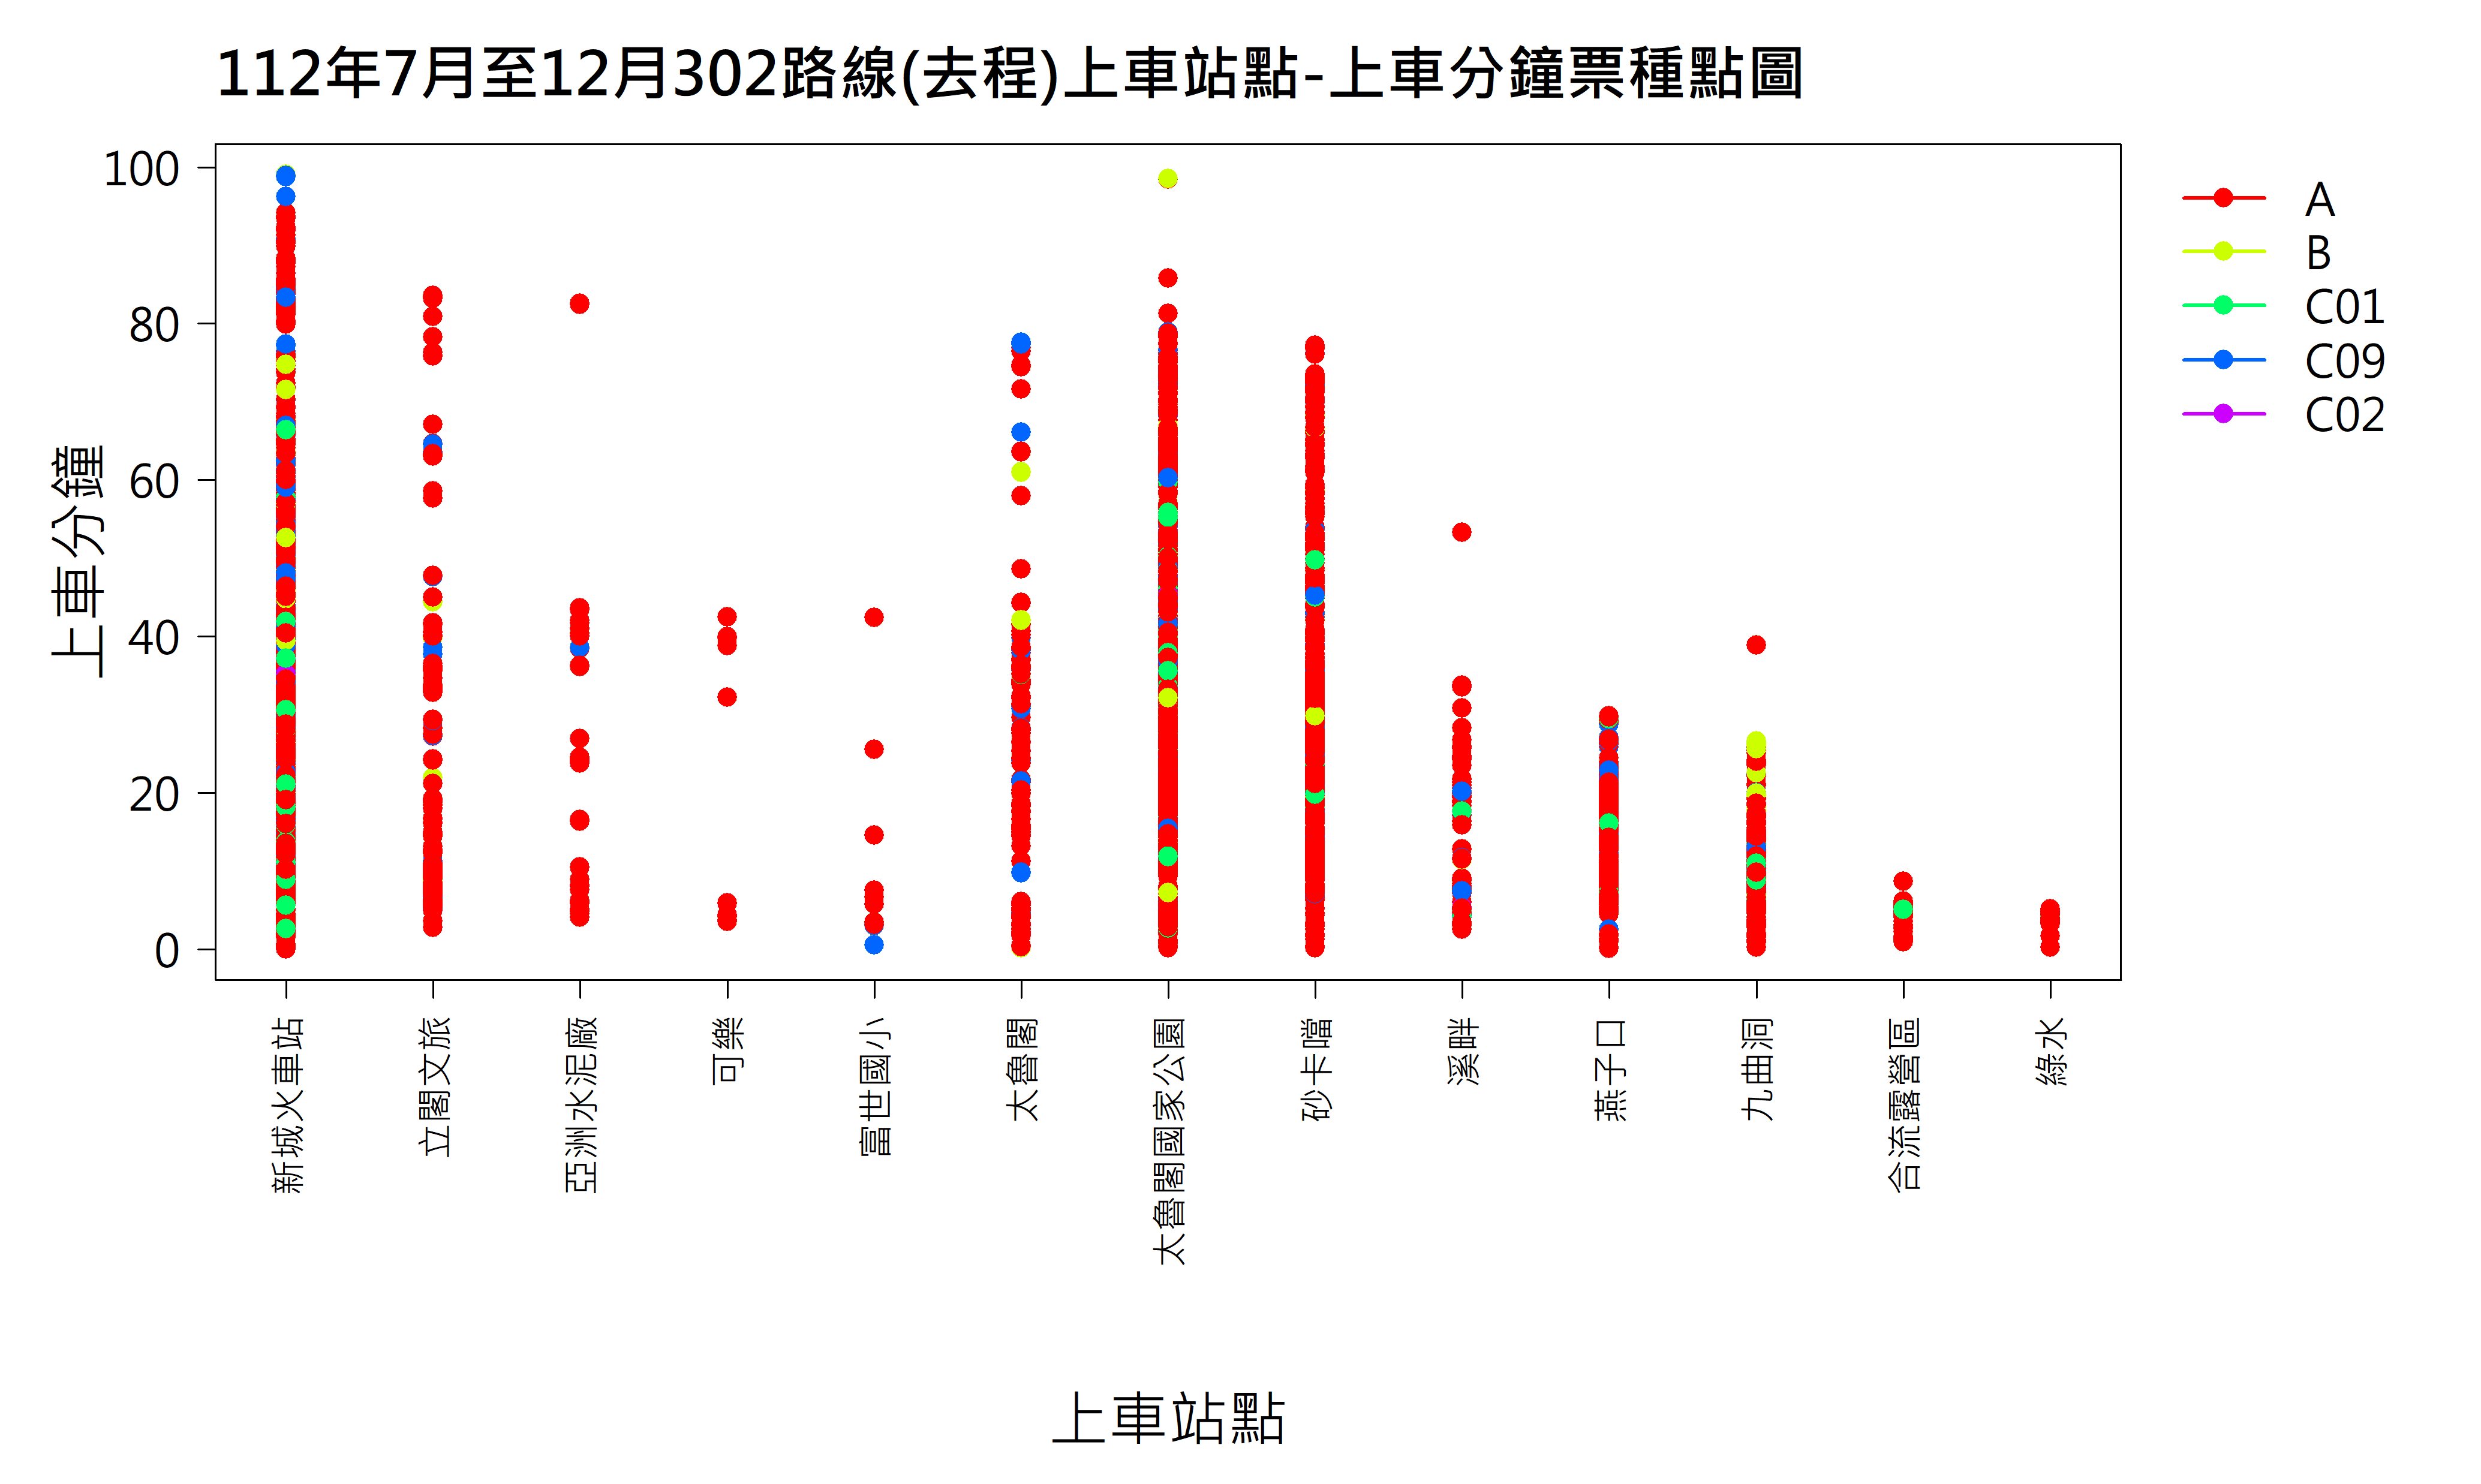 112年7月至12月302路線(去程)上車站點-上車分鐘票種點圖
上車分鐘
100
80
60
40
20
0
A
B
C01
C09
C02
新城火車站
立閣文旅
亞洲水泥廠
可樂
富世國小
太魯閣
太魯閣國家公園
砂卡噹
溪畔
燕子口
九曲洞
合流露營區
綠水
上車站點